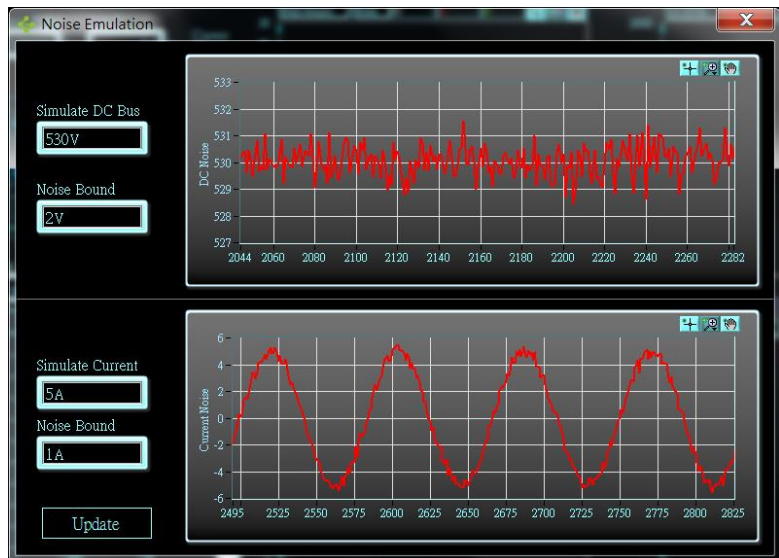 Noise Emulation
Simulate DC Bus
530V
Noise Bound
2V
DC Noise
533
532
531
530
529
528
527
2044 2060 2080 2100 2120 2140 2160 2180 2200 2220 2240 2260 2282
Simulate Current
5A
Noise Bound
1A
Update
Current Noise
6
4
2
0
-2
-4
-6
2495 2525 2550 2575 2600 2625 2650 2675 2700 2725 2750 2775 2800 2825